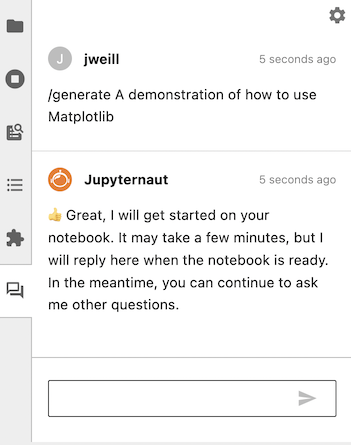 J jweill 5 seconds ago
/generate A demonstration of how to use
Matplotlib
Jupyternaut 5 seconds ago
👍 Great, I will get started on your
notebook. It may take a few minutes, but I
will reply here when the notebook is ready.
In the meantime, you can continue to ask
me other questions.